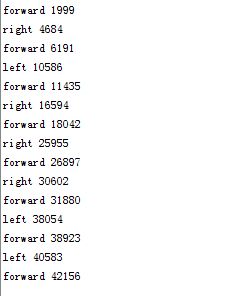 forward 1999
right 4684
forward 6191
left 10586
forward 11435
right 16594
forward 18042
right 25955
forward 26897
right 30602
forward 31880
left 38054
forward 38923
left 40583
forward 42156